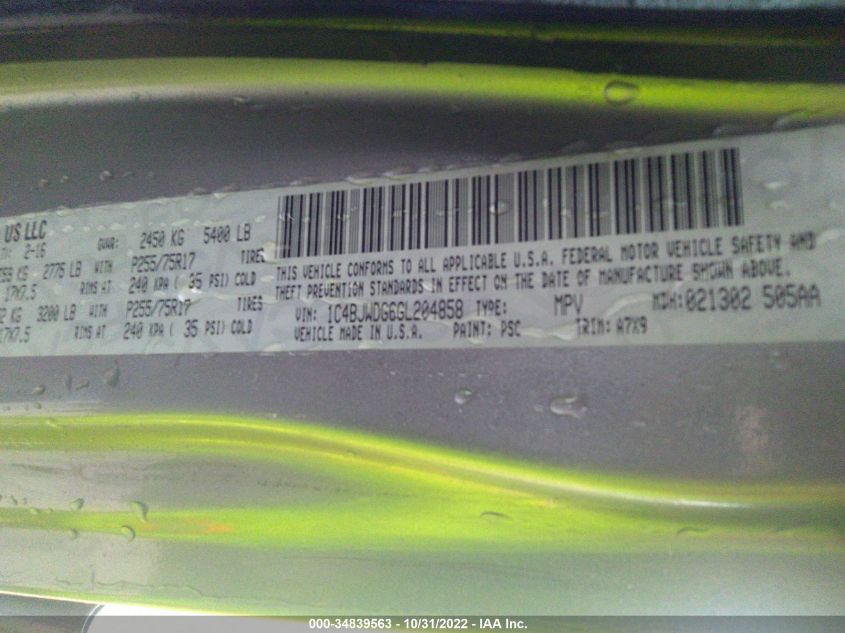 US LLC
2-16 GVWR: 2450 KG 5400 LB
KG 2775 LB WITH P255/75R17 TIRES
17X7.5 RIMS AT 240 KPA ( 35 PSI) COLD
KG 3200 LB WITH P255/75R17 TIRES
17X7.5 RIMS AT 240 KPA ( 35 PSI) COLD
THIS VEHICLE CONFORMS TO ALL APPLICABLE U.S.A. FEDERAL MOTOR VEHICLE SAFETY AND
THEFT PREVENTION STANDARDS IN EFFECT ON THE DATE OF MANUFACTURE SHOWN ABOVE.
VIN: 1C4BJWDG6GL204858 TYPE: MPV MDH:021302 505AA
VEHICLE MADE IN U.S.A. PAINT: PSC TRIM: A7X9
000-34839563 - 10/31/2022 - IAA Inc.